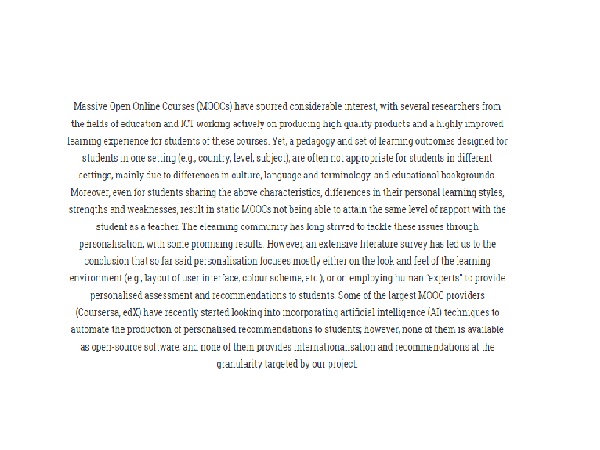 Massive Open Online Courses (MOOCs) have spurred considerable interest, with several researchers from
the fields of education and ICT working actively on producing high quality products and a highly improved
learning experience for students of these courses. Yet, a pedagogy and set of learning outcomes designed for
students in one setting (e.g., country, level, subject), are often not appropriate for students in different
settings, mainly due to differences in culture, language and terminology, and educational backgrounds.
Moreover, even for students sharing the above characteristics, differences in their personal learning styles,
strengths and weaknesses, result in static MOOCs not being able to attain the same level of rapport with the
student as a teacher. The elearning community has long strived to tackle these issues through
personalisation, with some promising results. However, an extensive literature survey has led us to the
conclusion that so far said personalisation focuses mostly either on the look and feel of the learning
environment (e.g., layout of user interface, colour scheme, etc.), or on employing human "experts" to provide
personalised assessment and recommendations to students. Some of the largest MOOC providers
(Coursersa, edX) have recently started looking into incorporating artificiel intelligence (AI) techniques to
automate the production of personalised recommendations to students; however, none of them is available
as open-source software, and none of them provides internationalisation and recommendations at the
granularity targeted by our project.